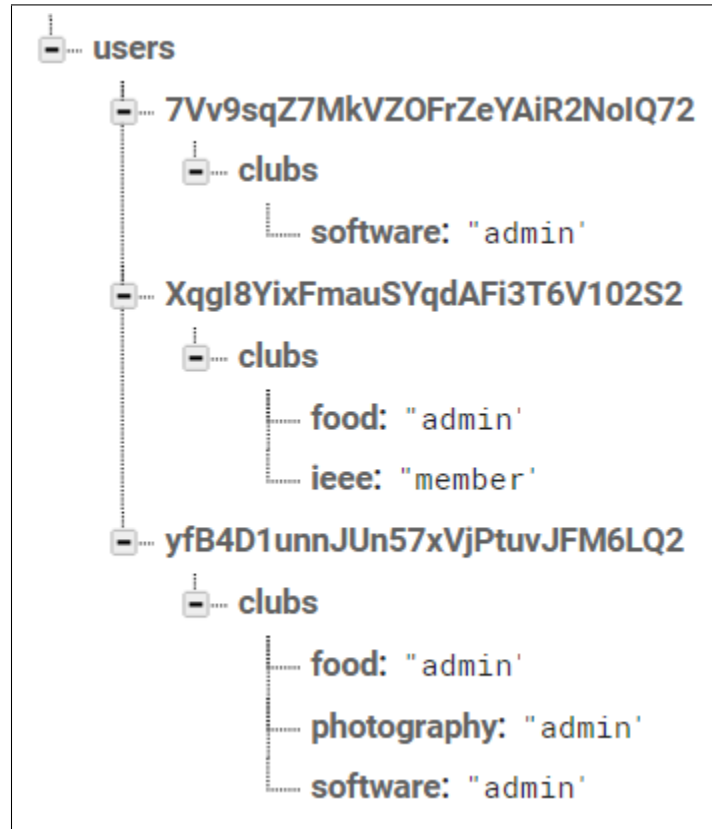 users
7Vv9sqZ7MkVZOFrZeYAiR2NoIQ72
clubs
software: "admin'
XqgI8YixFmauSYqdAFi3T6V102S2
clubs
food: "admin'
ieee: "member'
yfB4D1unnJUn57xVjPtuvJFM6LQ2
clubs
food: "admin'
photography: "admin'
software: "admin'